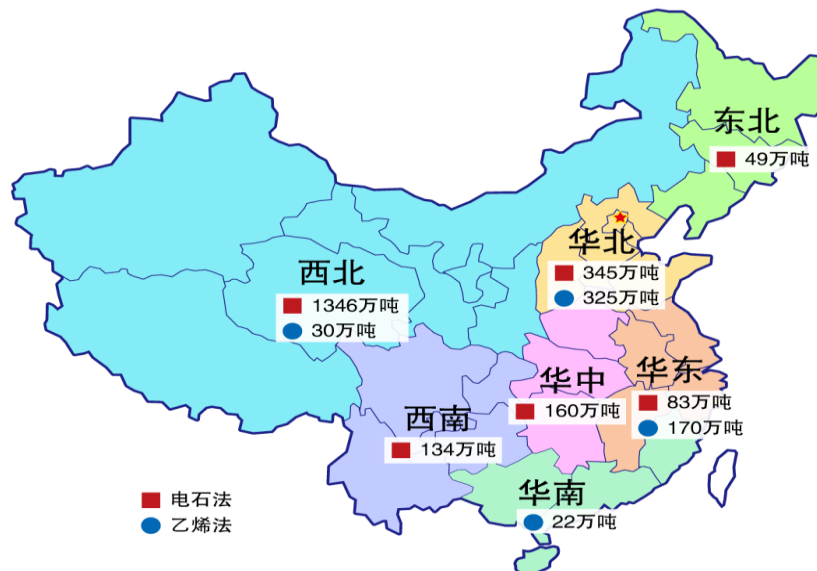 东北
49万吨
华北
345万吨
325万吨
西北
1346万吨
30万吨
华东
83万吨
170万吨
华中
160万吨
西南
134万吨
华南
22万吨
电石法
乙烯法